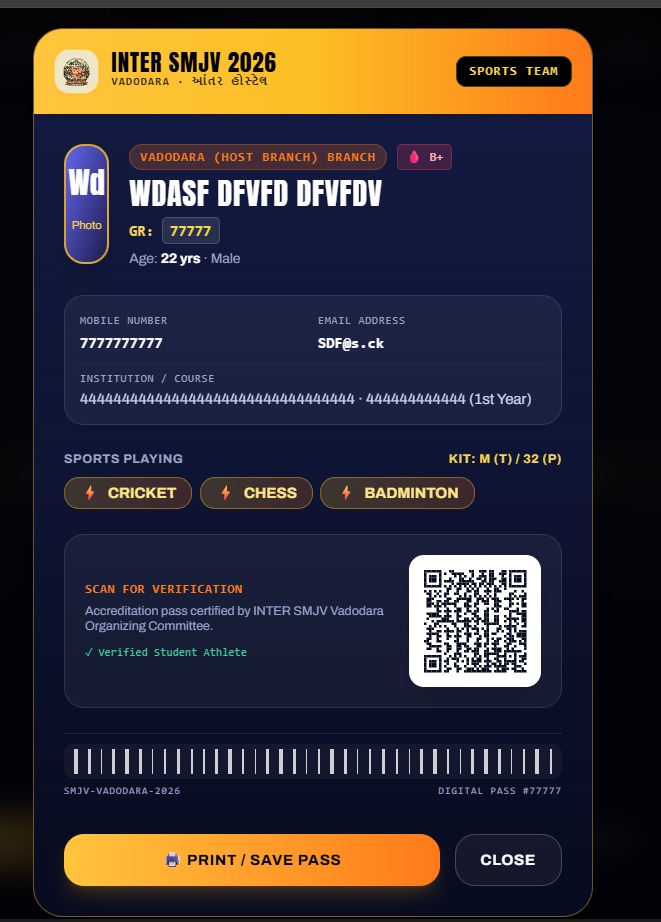 INTER SMJV 2026
VADODARA · આંતર હોસ્ટેલ
SPORTS TEAM
Wd
Photo
VADODARA (HOST BRANCH) BRANCH
B+
WDASF DFVFD DFVFDV
GR: 77777
Age: 22 yrs · Male
MOBILE NUMBER
7777777777
EMAIL ADDRESS
SDF@s.ck
INSTITUTION / COURSE
4444444444444444444444444444444444 · 444444444444 (1st Year)
SPORTS PLAYING
KIT: M (T) / 32 (P)
CRICKET
CHESS
BADMINTON
SCAN FOR VERIFICATION
Accreditation pass certified by INTER SMJV Vadodara
Organizing Committee.
✓ Verified Student Athlete
SMJV-VADODARA-2026
DIGITAL PASS #77777
PRINT / SAVE PASS
CLOSE